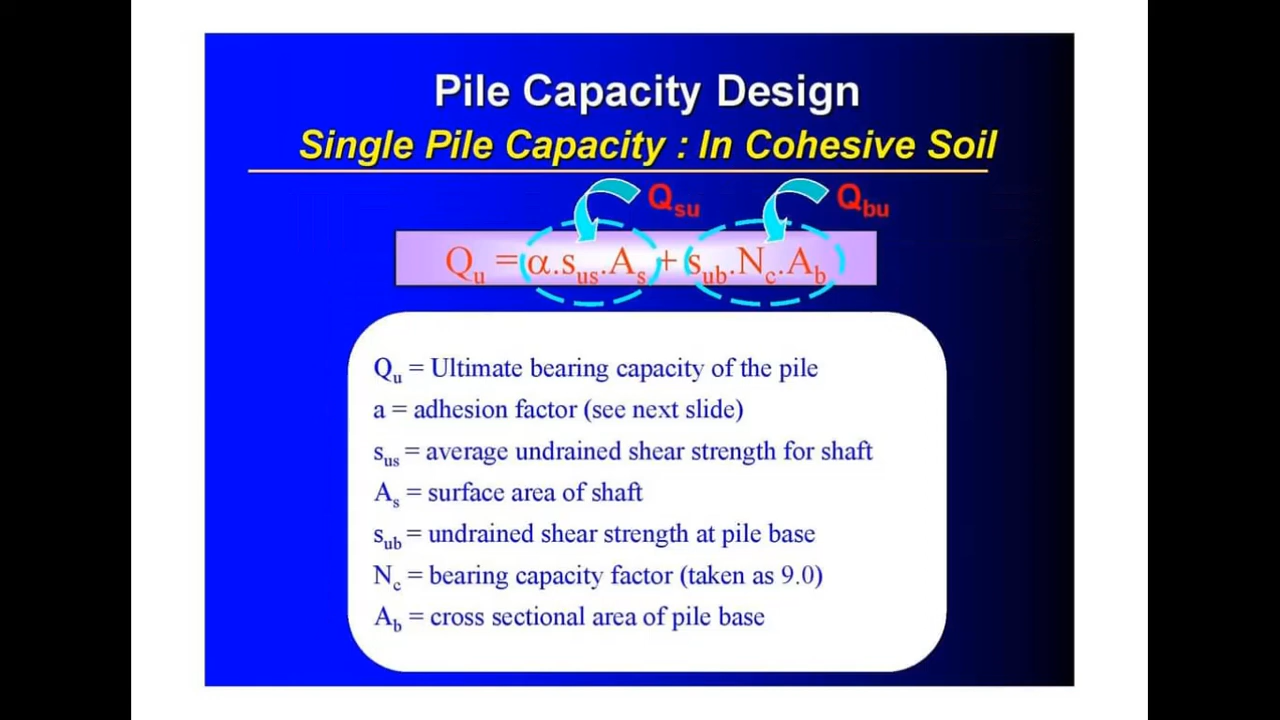 Pile Capacity Design
Single Pile Capacity : In Cohesive Soil
Qsu Qbu
Qu = α.sus.As + sub.Nc.Ab
Qu = Ultimate bearing capacity of the pile
a = adhesion factor (see next slide)
sus = average undrained shear strength for shaft
As = surface area of shaft
sub = undrained shear strength at pile base
Nc = bearing capacity factor (taken as 9.0)
Ab = cross sectional area of pile base